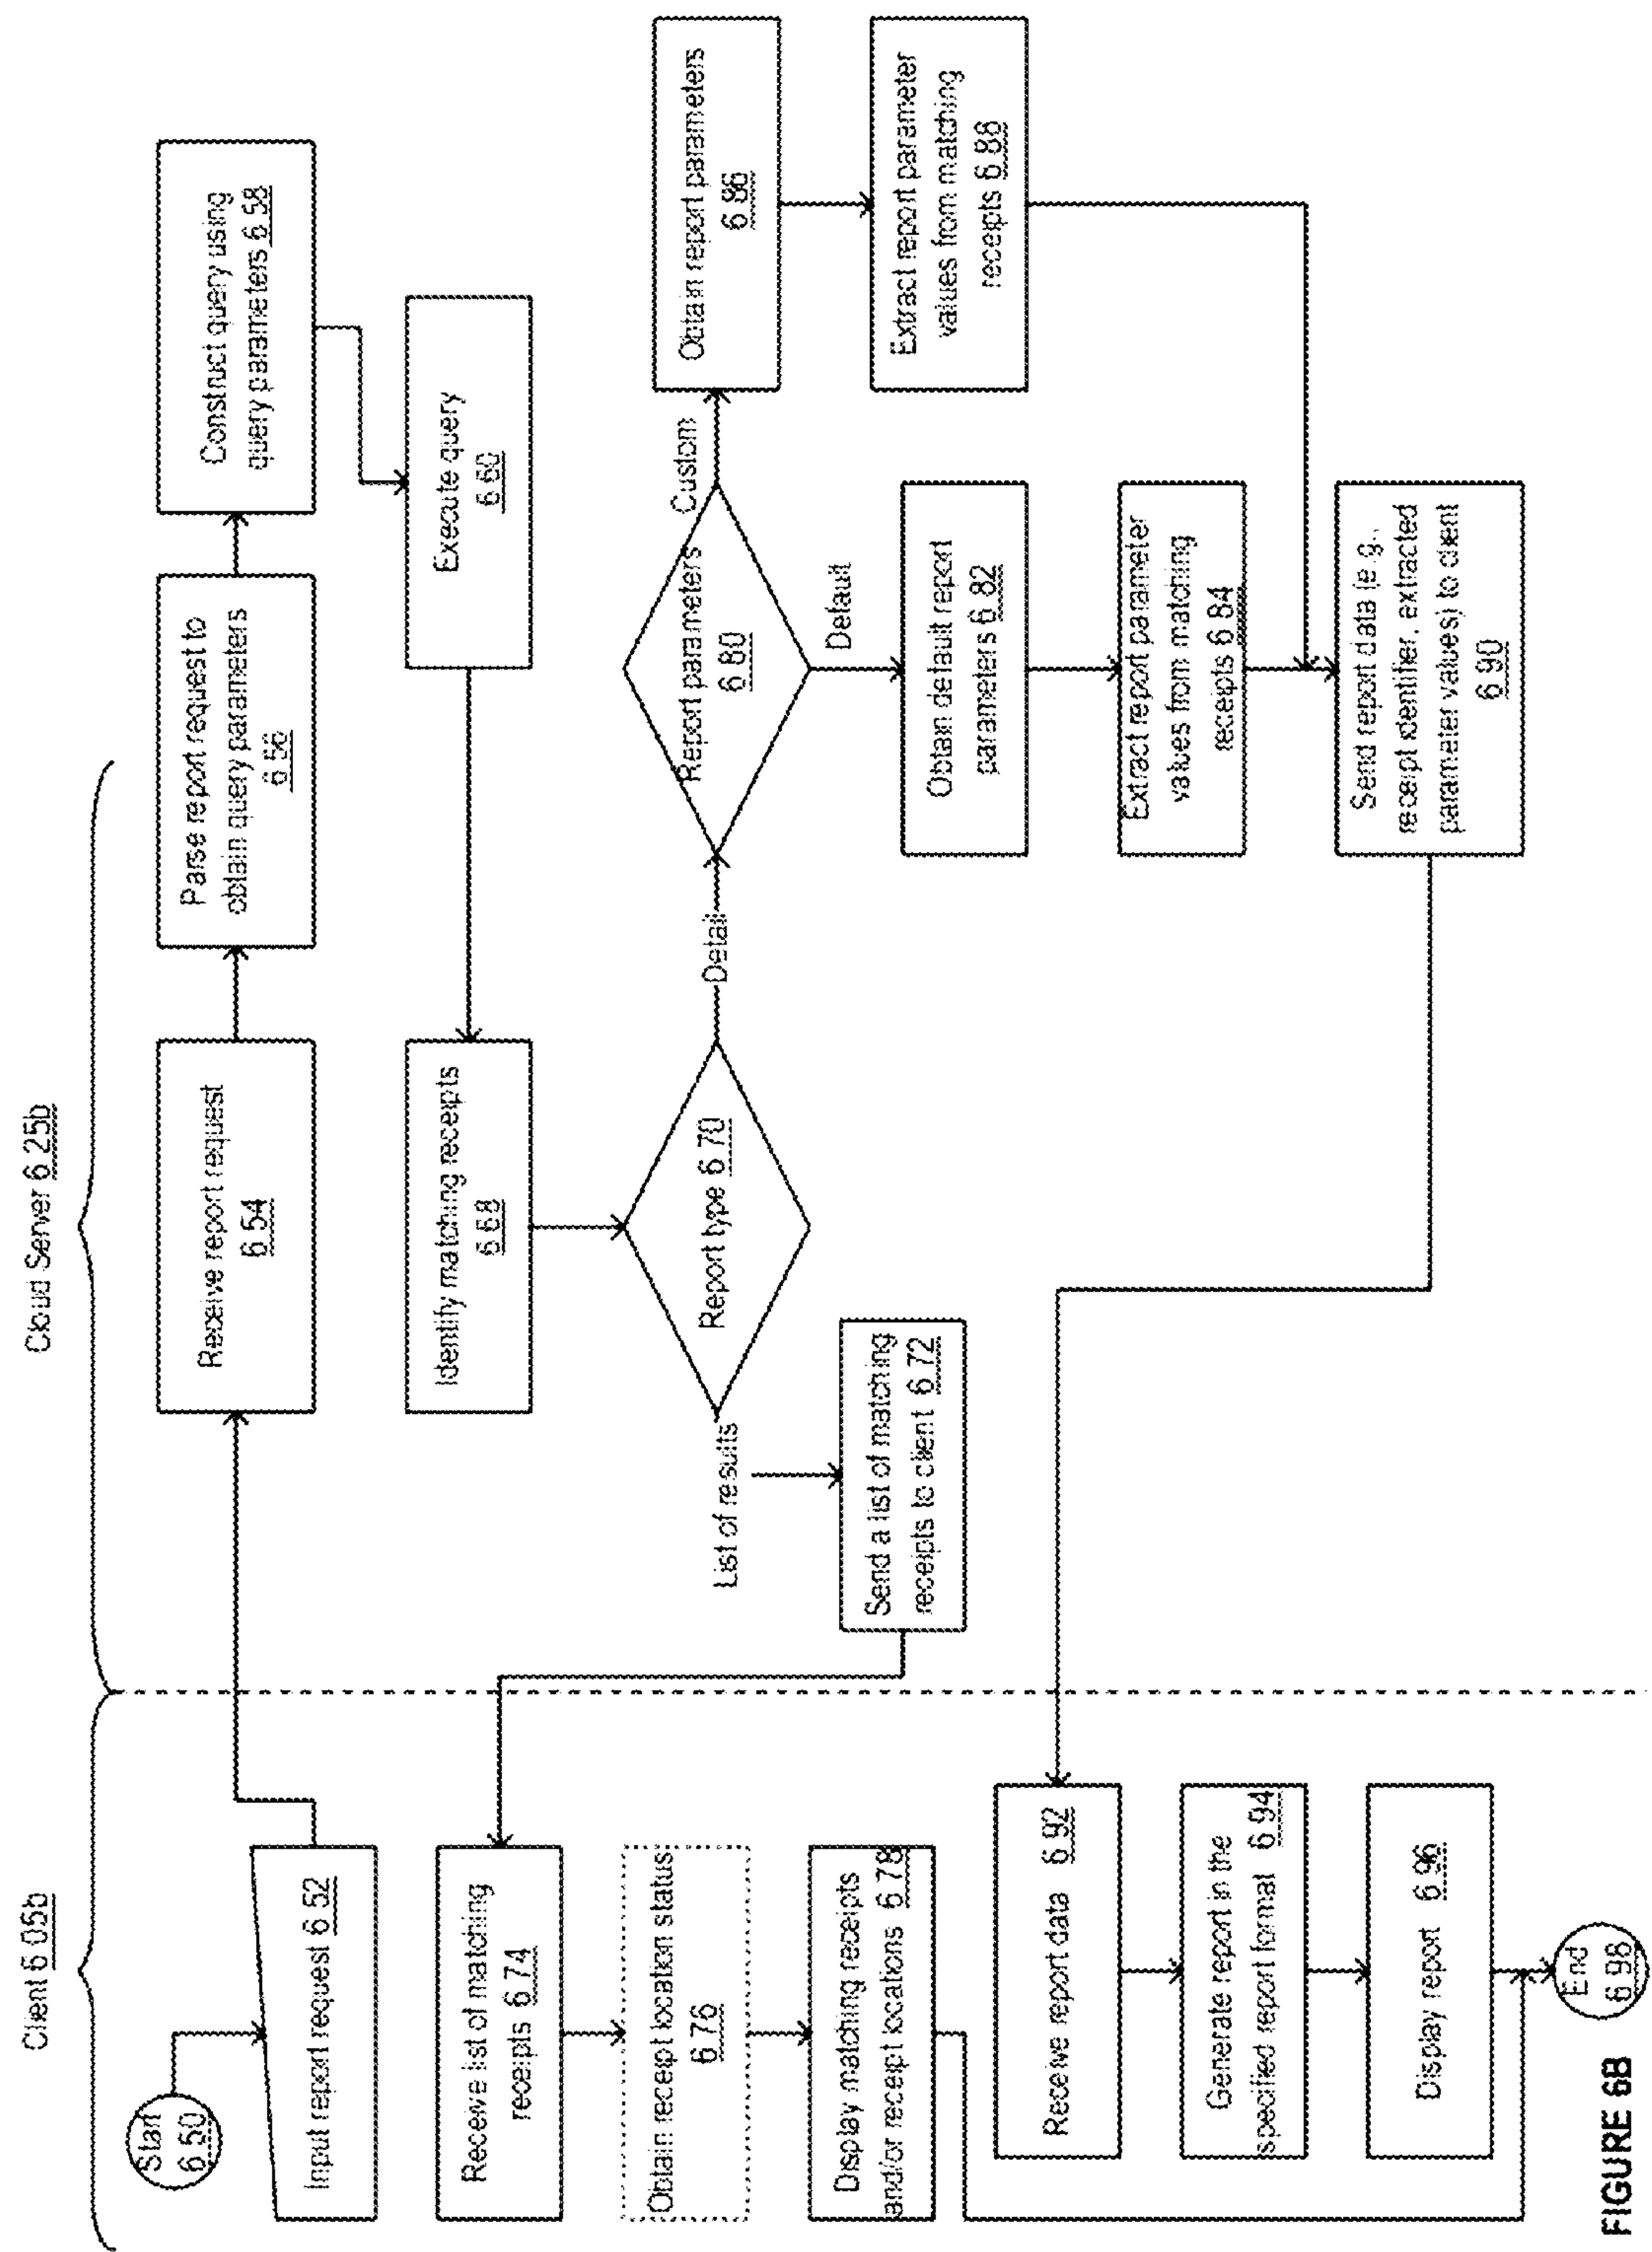 Client 6 05b
Cloud Server 6 25b
Start
6 50
Input report request 6 52
Receive report request
6 54
Parse report request to
obtain query parameters
6 56
Construct query using
query parameters 6 58
Execute query
6 60
Identify matching receipts
6 68
Report type 6 70
List of results
Detail
Send a list of matching
receipts to client 6 72
Receive list of matching
receipts 6 74
Obtain receipt location status
6 76
Display matching receipts
and/or receipt locations 6 78
Report parameters
6 80
Custom
Default
Obtain default report
parameters 6 82
Extract report parameter
values from matching
receipts 6 84
Obtain report parameters
6 86
Extract report parameter
values from matching
receipts 6 88
Send report data (e.g.,
receipt identifier, extracted
parameter values) to client
6 90
Receive report data 6 92
Generate report in the
specified report format 6 94
Display report 6 96
End
6 98
FIGURE 6B